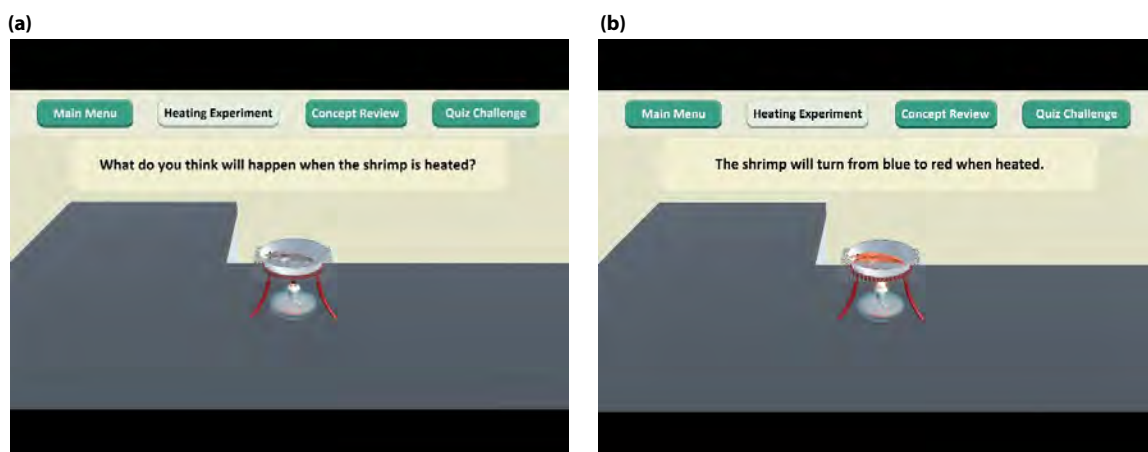 (a)
Main Menu Heating Experiment Concept Review Quiz Challenge
What do you think will happen when the shrimp is heated?
(b)
Main Menu Heating Experiment Concept Review Quiz Challenge
The shrimp will turn from blue to red when heated.